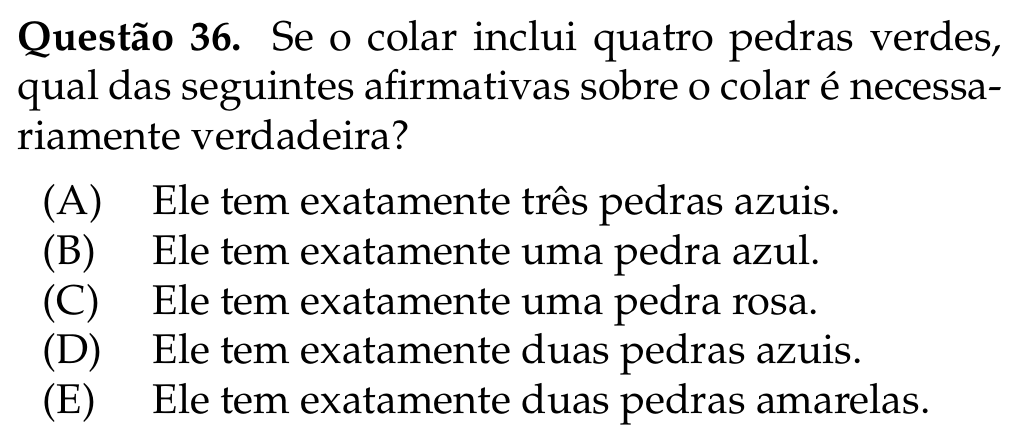 Questão 36. Se o colar inclui quatro pedras verdes,
qual das seguintes afirmativas sobre o colar é necessa-
riamente verdadeira?
(A) Ele tem exatamente três pedras azuis.
(B) Ele tem exatamente uma pedra azul.
(C) Ele tem exatamente uma pedra rosa.
(D) Ele tem exatamente duas pedras azuis.
(E) Ele tem exatamente duas pedras amarelas.